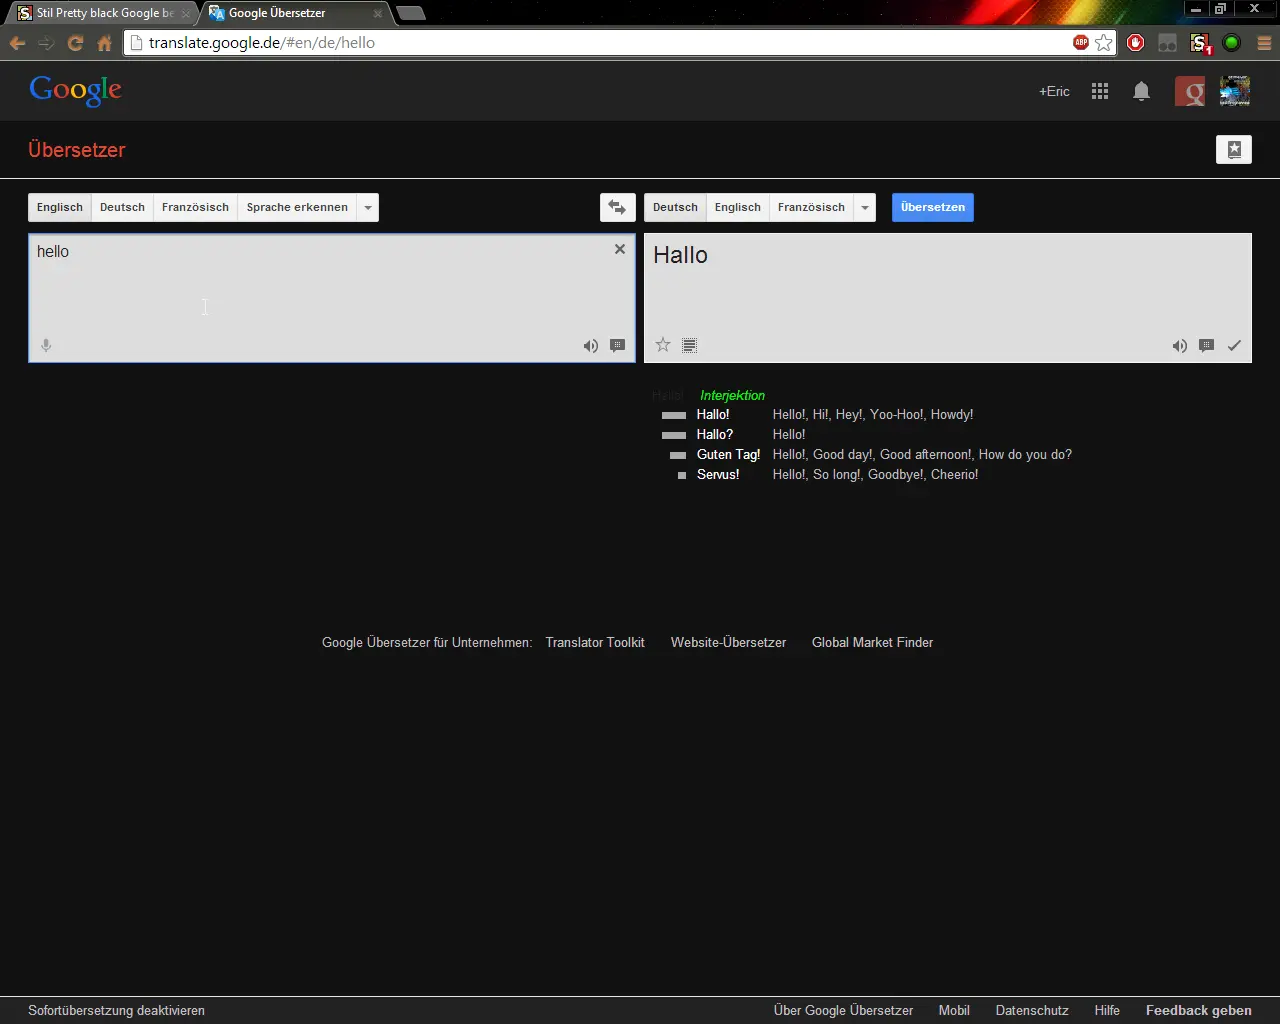 Stil Pretty black Google be
Google Übersetzer
translate.google.de/#en/de/hello
ABP
S 1
Google
+Eric
g
Übersetzer
Englisch Deutsch Französisch Sprache erkennen
Deutsch Englisch Französisch Übersetzen
hello
Hallo
Hallo! Interjektion
Hallo! Hello!, Hi!, Hey!, Yoo-Hoo!, Howdy!
Hallo? Hello!
Guten Tag! Hello!, Good day!, Good afternoon!, How do you do?
Servus! Hello!, So long!, Goodbye!, Cheerio!
Google Übersetzer für Unternehmen: Translator Toolkit Website-Übersetzer Global Market Finder
Sofortübersetzung deaktivieren Über Google Übersetzer Mobil Datenschutz Hilfe Feedback geben